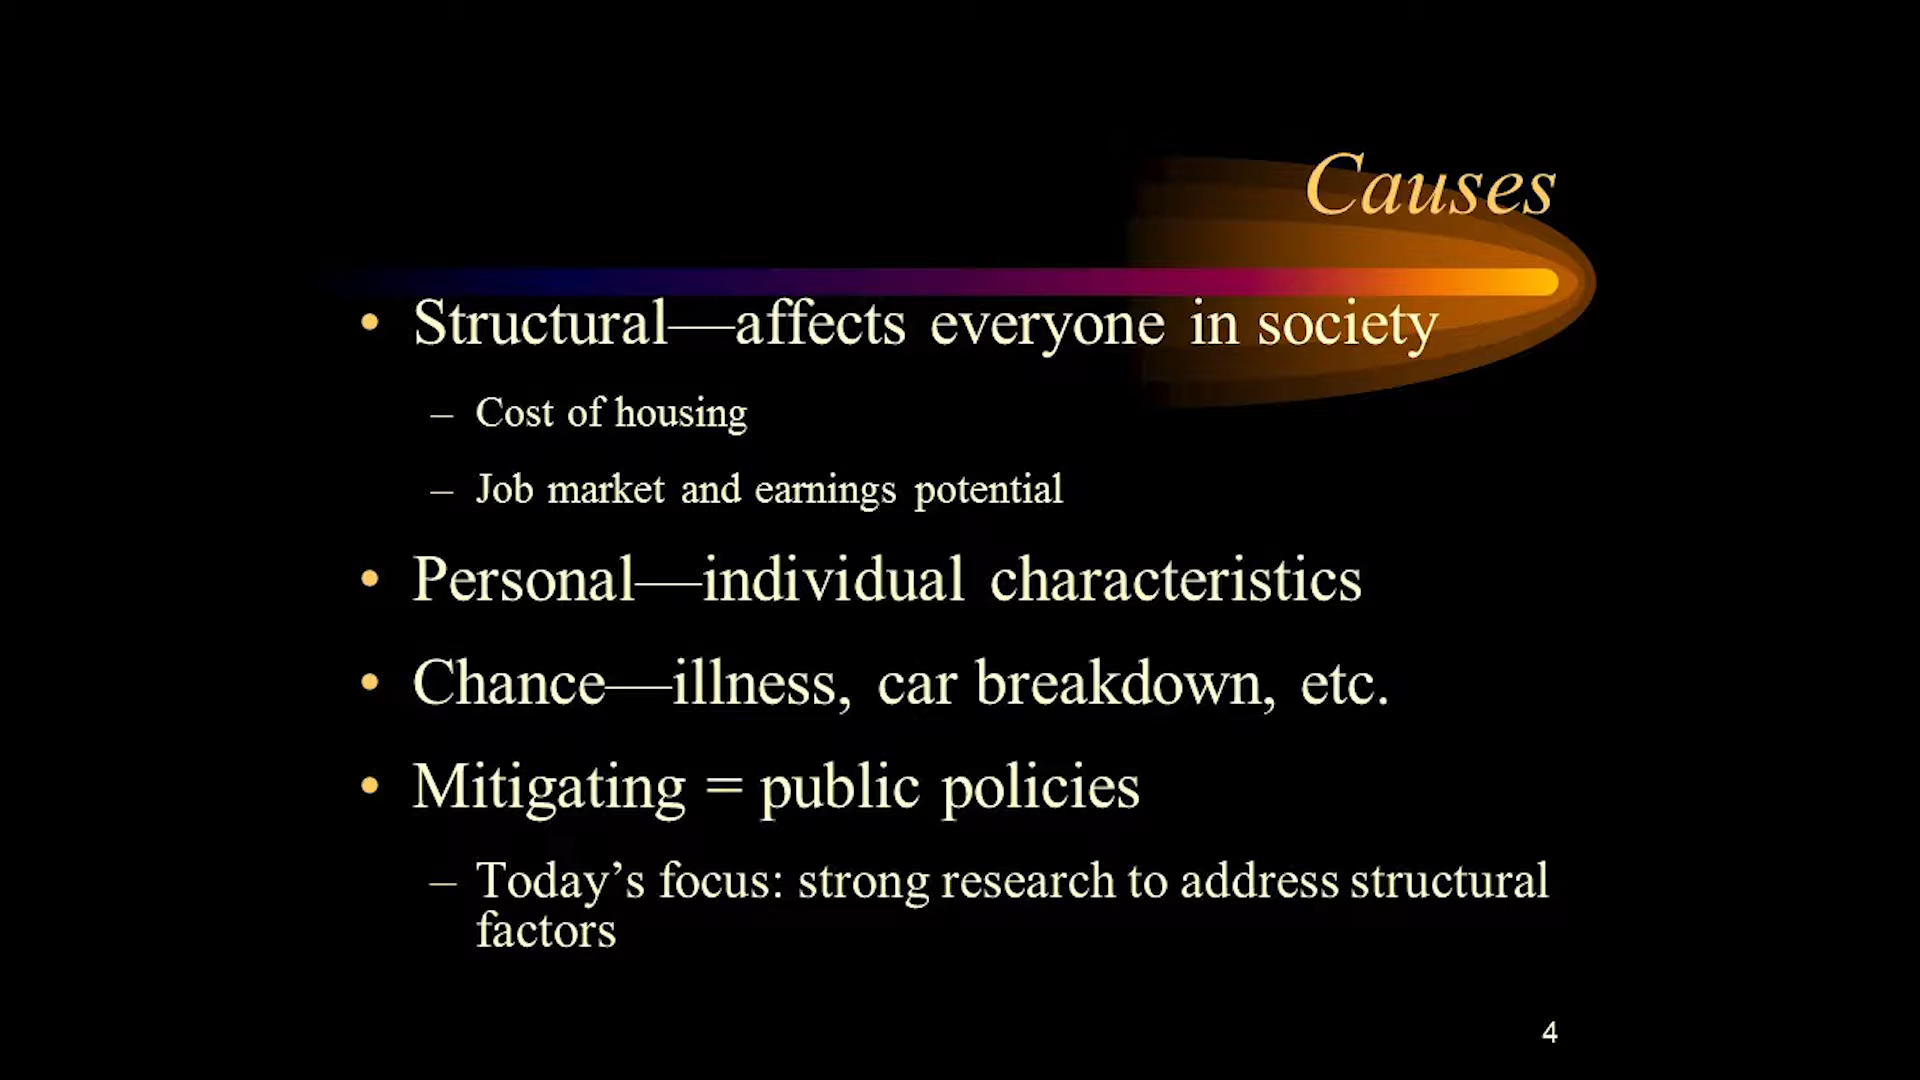 Causes
• Structural—affects everyone in society
– Cost of housing
– Job market and earnings potential
• Personal—individual characteristics
• Chance—illness, car breakdown, etc.
• Mitigating = public policies
– Today’s focus: strong research to address structural
factors
4